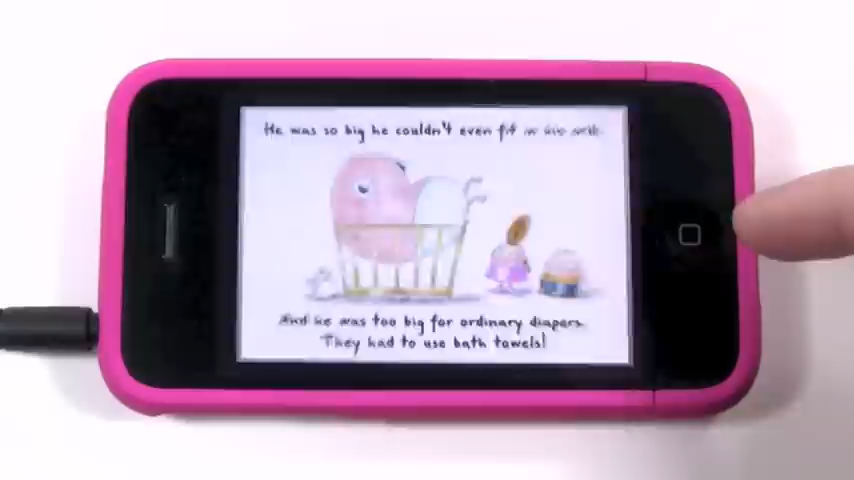 He was so big he couldn't even fit in his crib.
And he was too big for ordinary diapers.
They had to use bath towels!